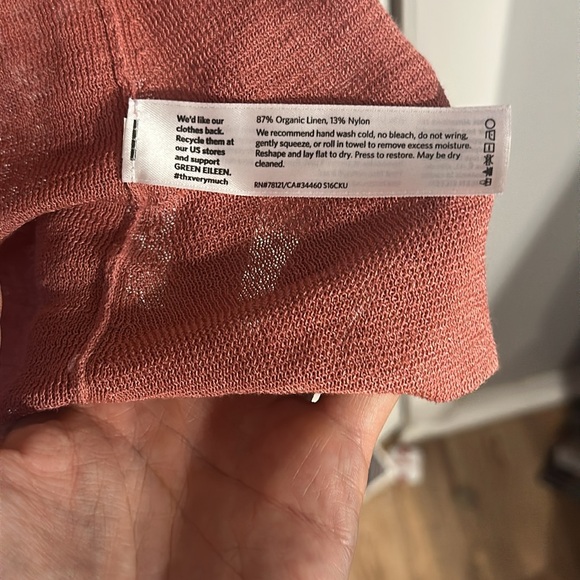 We'd like our
clothes back.
Recycle them at
our US stores
and support
GREEN EILEEN.
#thxverymuch
87% Organic Linen, 13% Nylon
We recommend hand wash cold, no bleach, do not wring,
gently squeeze, or roll in towel to remove excess moisture.
Reshape and lay flat to dry. Press to restore. May be dry
cleaned.
RN#78121/CA#34460 S16CKU